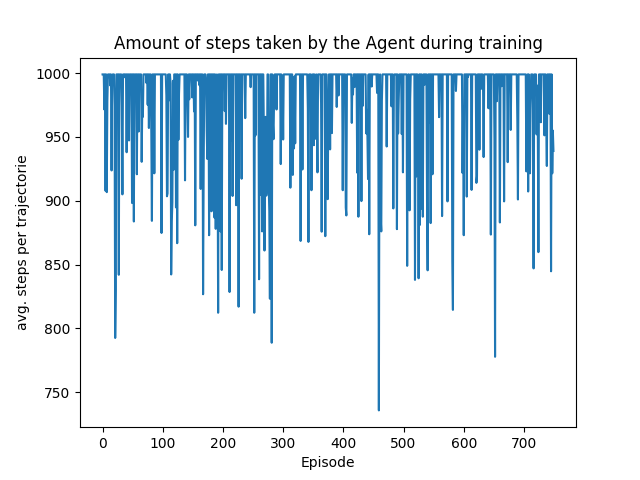 Amount of steps taken by the Agent during training
avg. steps per trajectorie
1000
950
900
850
800
750
0 100 200 300 400 500 600 700
Episode